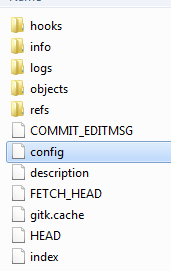 hooks
info
logs
objects
refs
COMMIT_EDITMSG
config
description
FETCH_HEAD
gitk.cache
HEAD
index